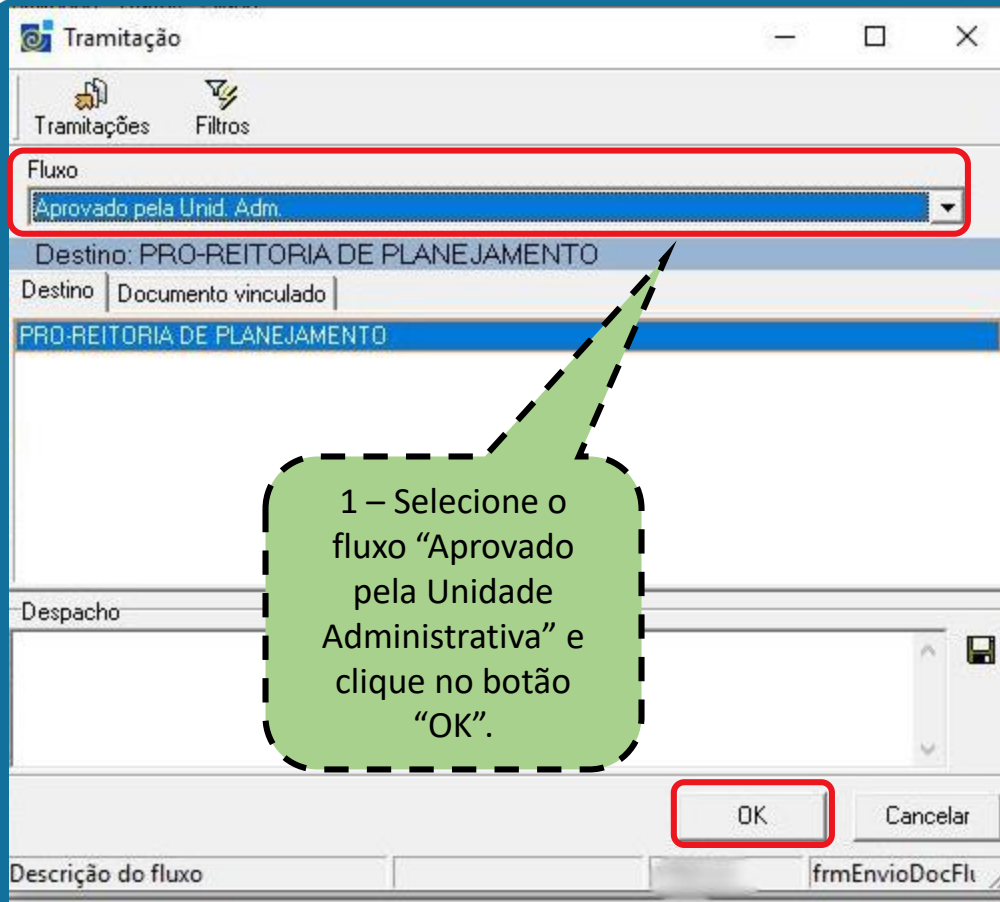 Tramitação
Tramitações Filtros
Fluxo
Aprovado pela Unid. Adm.
Destino: PRO-REITORIA DE PLANEJAMENTO
Destino Documento vinculado
PRO-REITORIA DE PLANEJAMENTO
1 – Selecione o
fluxo “Aprovado
pela Unidade
Administrativa” e
clique no botão
“OK”.
Despacho
OK Cancelar
Descrição do fluxo frmEnvioDocFlu